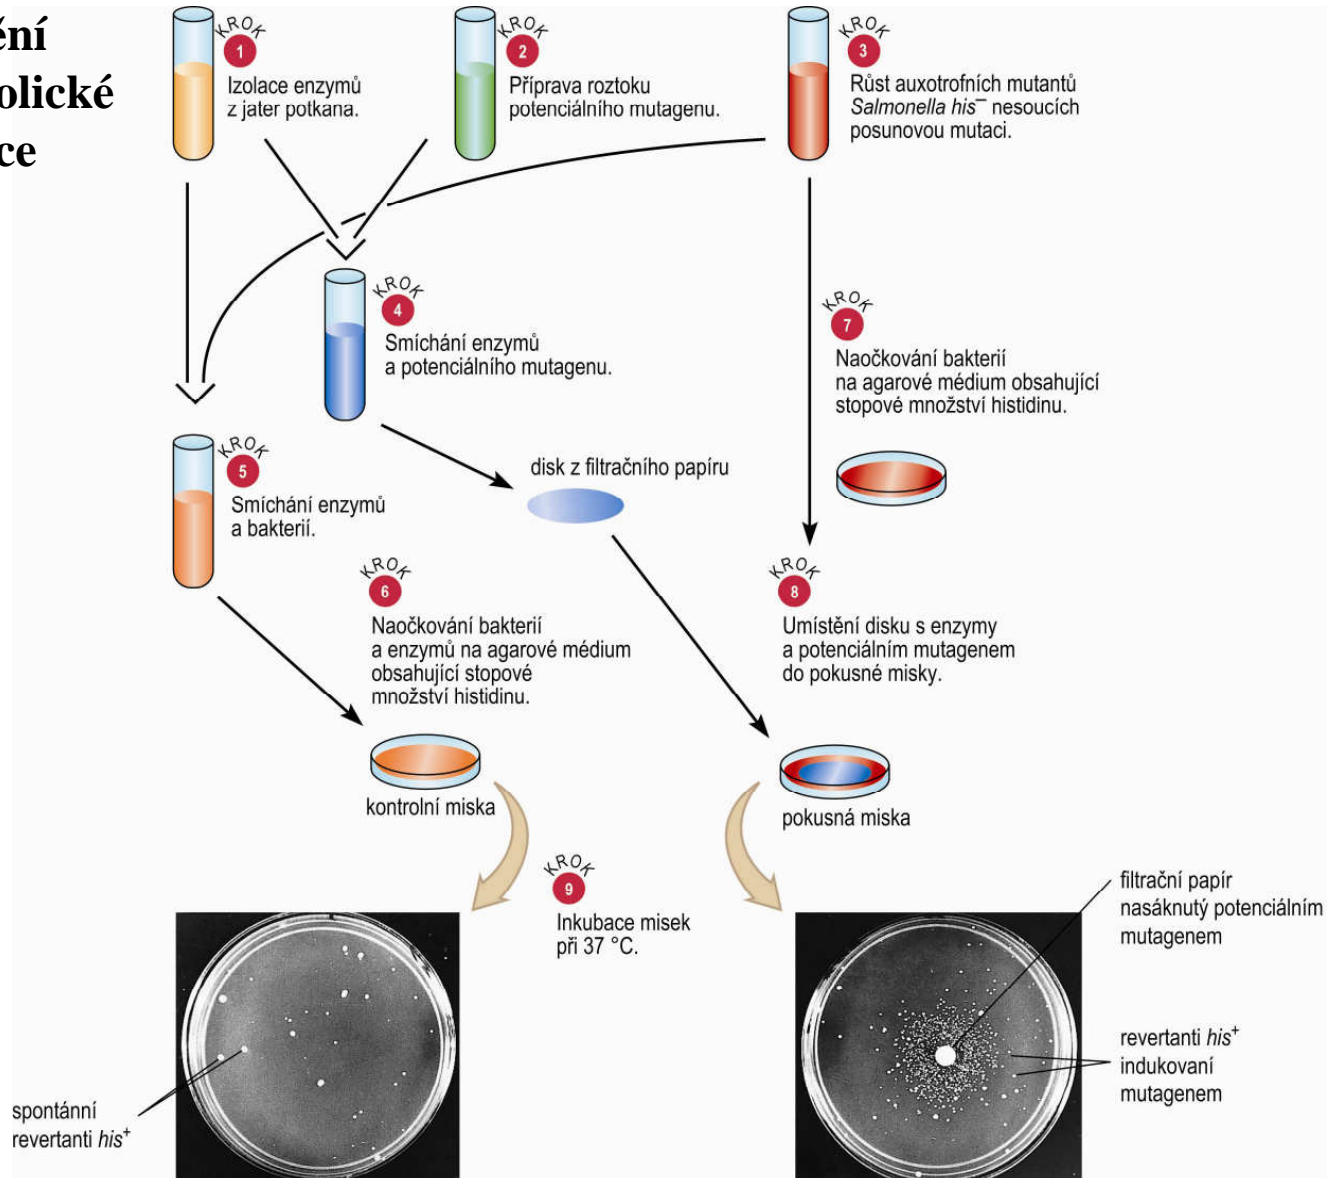 ění
olické
ce
KROK
1
Izolace enzymů
z jater potkana.
KROK
2
Příprava roztoku
potenciálního mutagenu.
KROK
3
Růst auxotrofních mutantů
Salmonella his⁻ nesoucích
posunovou mutaci.
KROK
4
Smíchání enzymů
a potenciálního mutagenu.
KROK
5
Smíchání enzymů
a bakterií.
disk z filtračního papíru
KROK
7
Naočkování bakterií
na agarové médium obsahující
stopové množství histidinu.
KROK
6
Naočkování bakterií
a enzymů na agarové médium
obsahující stopové
množství histidinu.
KROK
8
Umístění disku s enzymy
a potenciálním mutagenem
do pokusné misky.
kontrolní miska
pokusná miska
KROK
9
Inkubace misek
při 37 °C.
filtrační papír
nasáknutý potenciálním
mutagenem
revertanti his⁺
indukovaní
mutagenem
spontánní
revertanti his⁺